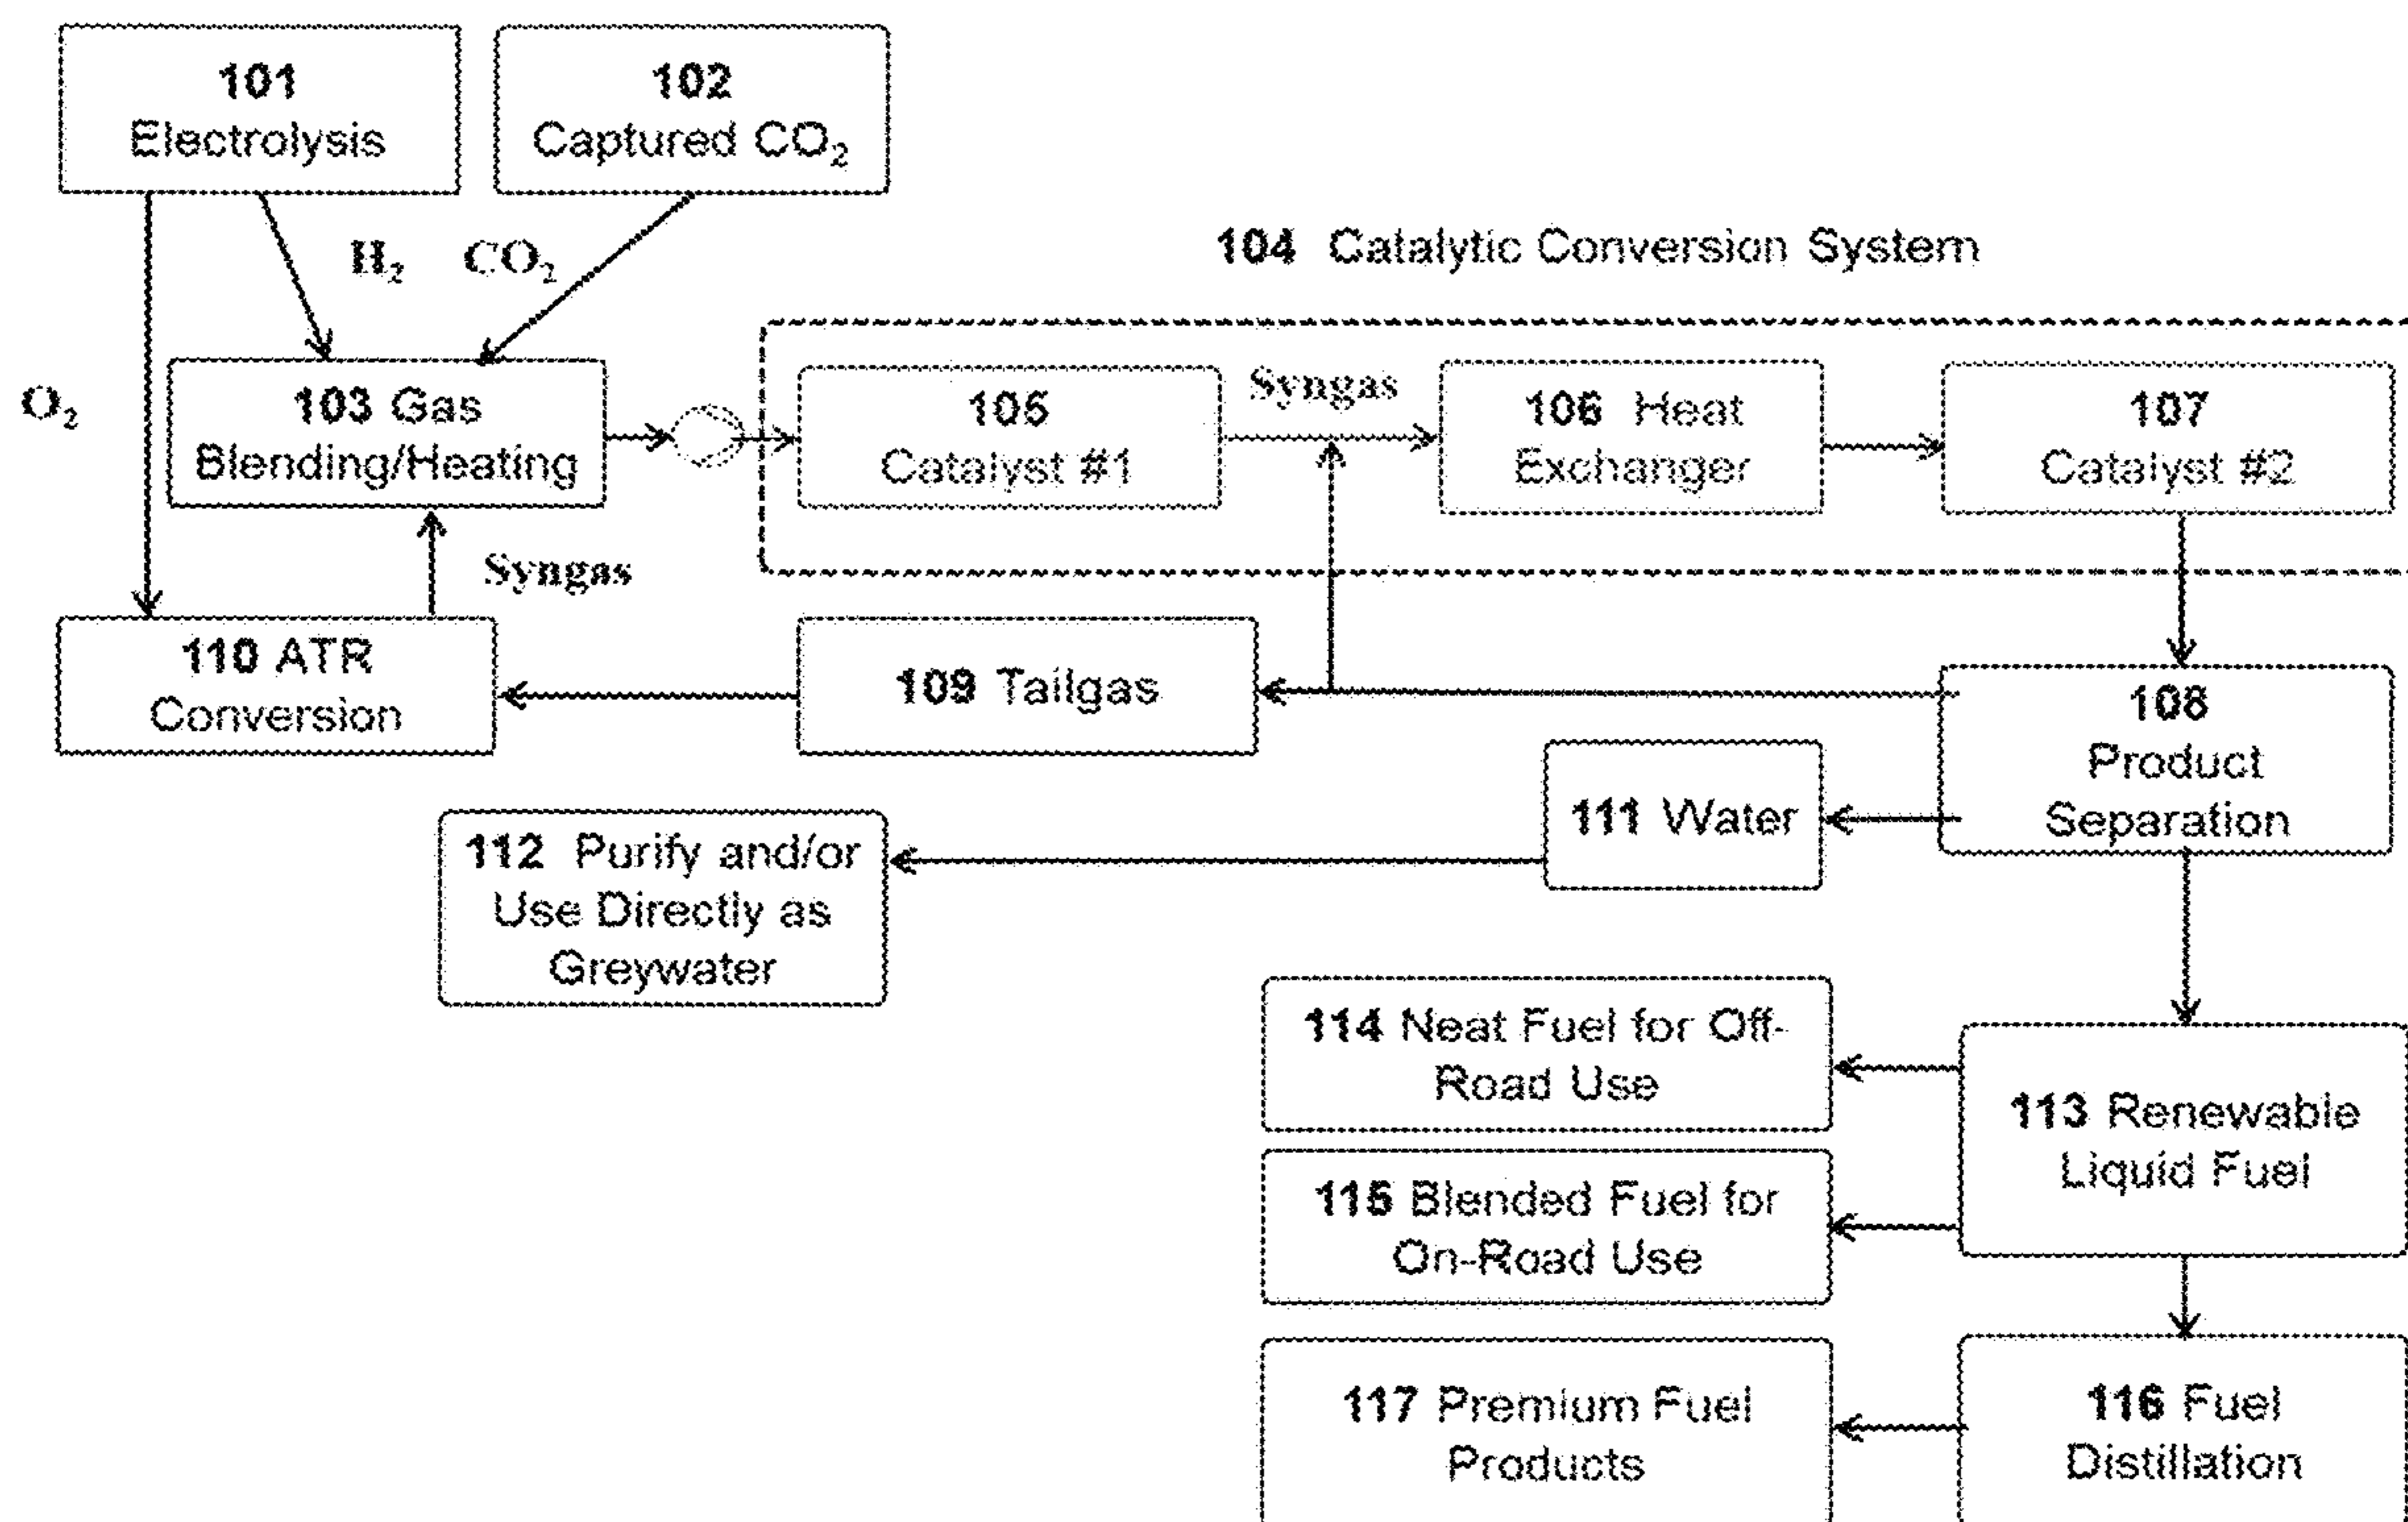 101
Electrolysis
102
Captured CO₂
H₂
CO₂
104 Catalytic Conversion System
O₂
103 Gas
Blending/Heating
105
Catalyst #1
Syngas
106 Heat
Exchanger
107
Catalyst #2
Syngas
110 ATR
Conversion
109 Tailgas
108
Product
Separation
111 Water
112 Purify and/or
Use Directly as
Greywater
114 Neat Fuel for Off-
Road Use
113 Renewable
Liquid Fuel
115 Blended Fuel for
On-Road Use
117 Premium Fuel
Products
116 Fuel
Distillation